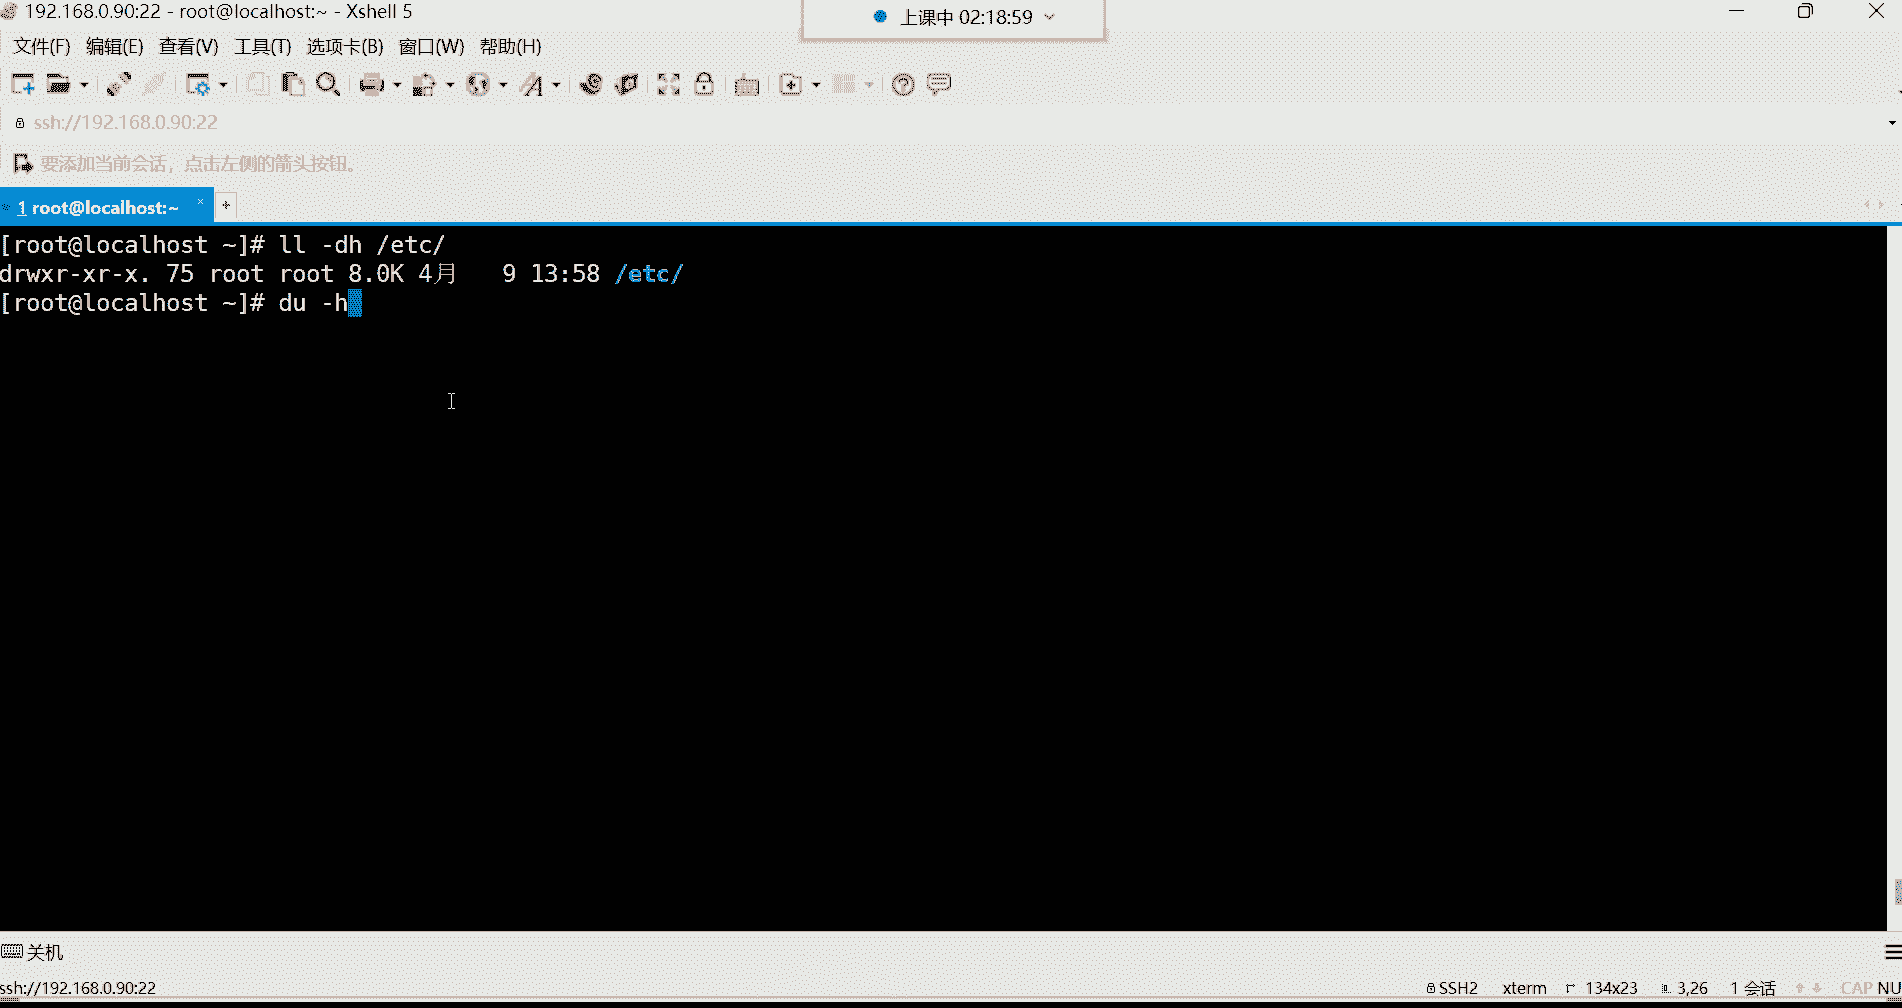 192.168.0.90:22 - root@localhost:~ - Xshell 5
上课中 02:18:59
文件(F) 编辑(E) 查看(V) 工具(T) 选项卡(B) 窗口(W) 帮助(H)
ssh://192.168.0.90:22
要添加当前会话，点击左侧的箭头按钮。
1 root@localhost:~
[root@localhost ~]# ll -dh /etc/
drwxr-xr-x. 75 root root 8.0K 4月   9 13:58 /etc/
[root@localhost ~]# du -h
关机
ssh://192.168.0.90:22 SSH2 xterm 134x23 3,26 1 会话 CAP NU